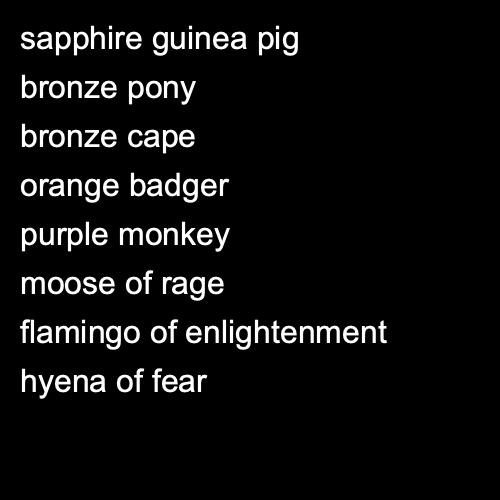 sapphire guinea pig
bronze pony
bronze cape
orange badger
purple monkey
moose of rage
flamingo of enlightenment
hyena of fear